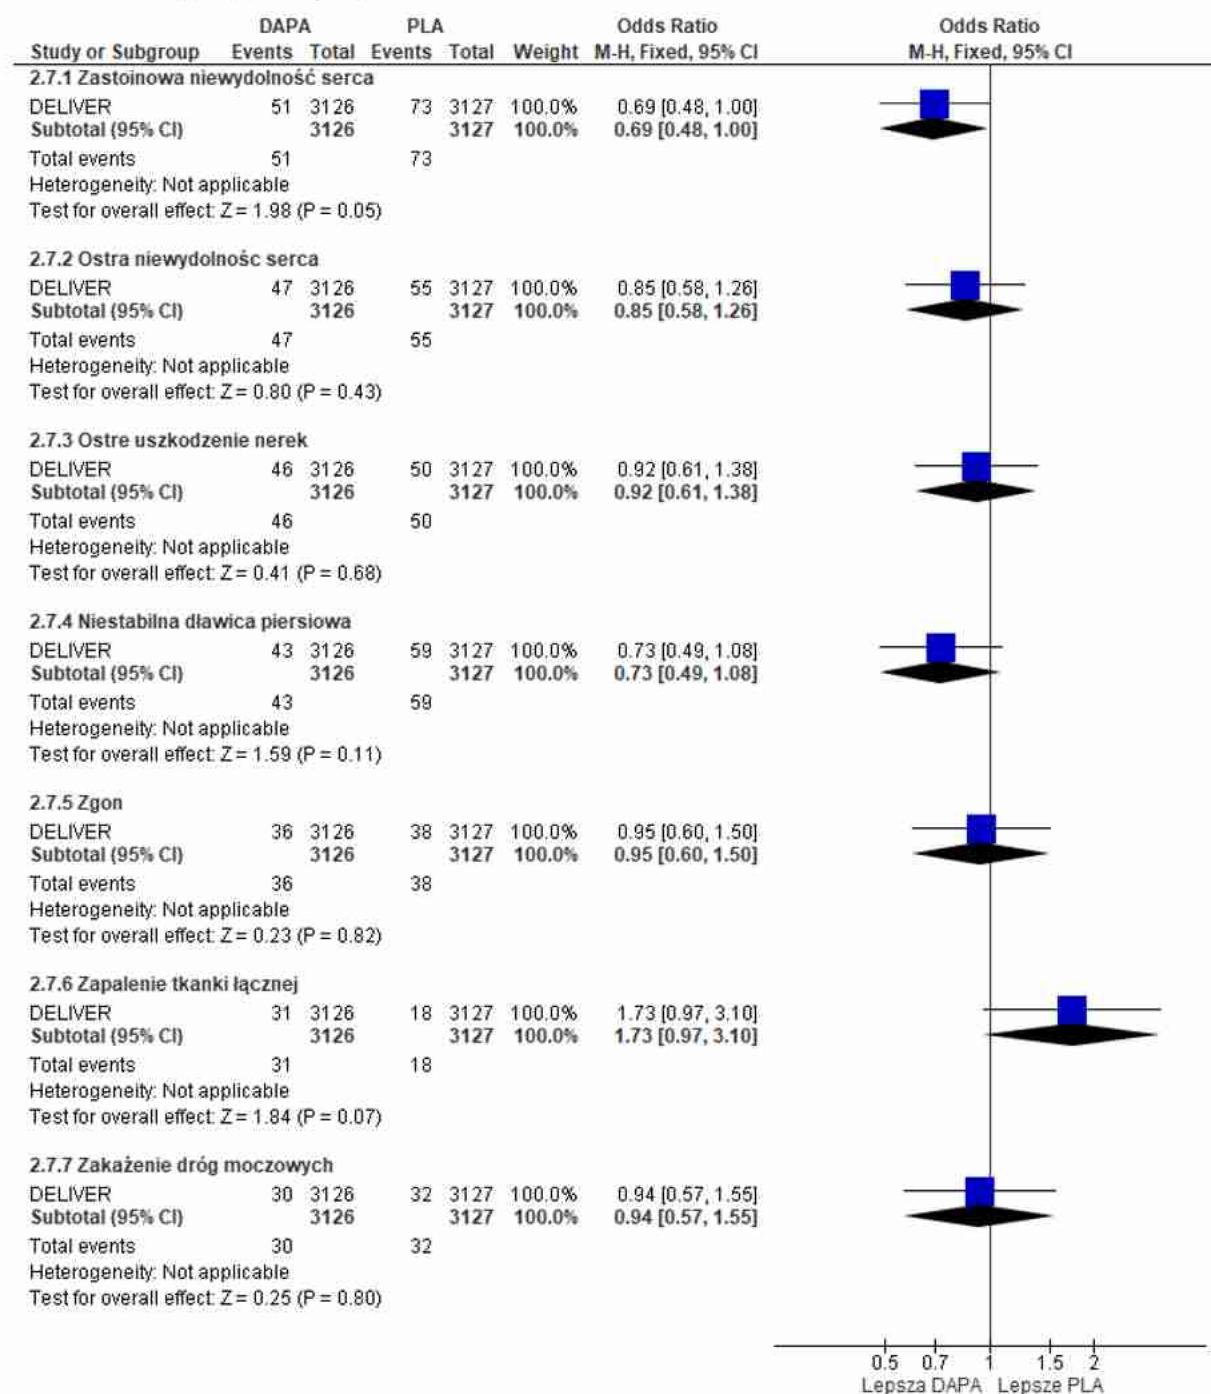 DAPA PLA Odds Ratio Odds Ratio
Study or Subgroup Events Total Events Total Weight M-H, Fixed, 95% CI M-H, Fixed, 95% CI
2.7.1 Zastoinowa niewydolność serca
DELIVER 51 3126 73 3127 100.0% 0.69 [0.48, 1.00]
Subtotal (95% CI) 3126 3127 100.0% 0.69 [0.48, 1.00]
Total events 51 73
Heterogeneity: Not applicable
Test for overall effect: Z = 1.98 (P = 0.05)
2.7.2 Ostra niewydolnośc serca
DELIVER 47 3126 55 3127 100.0% 0.85 [0.58, 1.26]
Subtotal (95% CI) 3126 3127 100.0% 0.85 [0.58, 1.26]
Total events 47 55
Heterogeneity: Not applicable
Test for overall effect: Z = 0.80 (P = 0.43)
2.7.3 Ostre uszkodzenie nerek
DELIVER 46 3126 50 3127 100.0% 0.92 [0.61, 1.38]
Subtotal (95% CI) 3126 3127 100.0% 0.92 [0.61, 1.38]
Total events 46 50
Heterogeneity: Not applicable
Test for overall effect: Z = 0.41 (P = 0.68)
2.7.4 Niestabilna dławica piersiowa
DELIVER 43 3126 59 3127 100.0% 0.73 [0.49, 1.08]
Subtotal (95% CI) 3126 3127 100.0% 0.73 [0.49, 1.08]
Total events 43 59
Heterogeneity: Not applicable
Test for overall effect: Z = 1.59 (P = 0.11)
2.7.5 Zgon
DELIVER 36 3126 38 3127 100.0% 0.95 [0.60, 1.50]
Subtotal (95% CI) 3126 3127 100.0% 0.95 [0.60, 1.50]
Total events 36 38
Heterogeneity: Not applicable
Test for overall effect: Z = 0.23 (P = 0.82)
2.7.6 Zapalenie tkanki łącznej
DELIVER 31 3126 18 3127 100.0% 1.73 [0.97, 3.10]
Subtotal (95% CI) 3126 3127 100.0% 1.73 [0.97, 3.10]
Total events 31 18
Heterogeneity: Not applicable
Test for overall effect: Z = 1.84 (P = 0.07)
2.7.7 Zakażenie dróg moczowych
DELIVER 30 3126 32 3127 100.0% 0.94 [0.57, 1.55]
Subtotal (95% CI) 3126 3127 100.0% 0.94 [0.57, 1.55]
Total events 30 32
Heterogeneity: Not applicable
Test for overall effect: Z = 0.25 (P = 0.80)
0.5 0.7 1 1.5 2
Lepsza DAPA Lepsze PLA